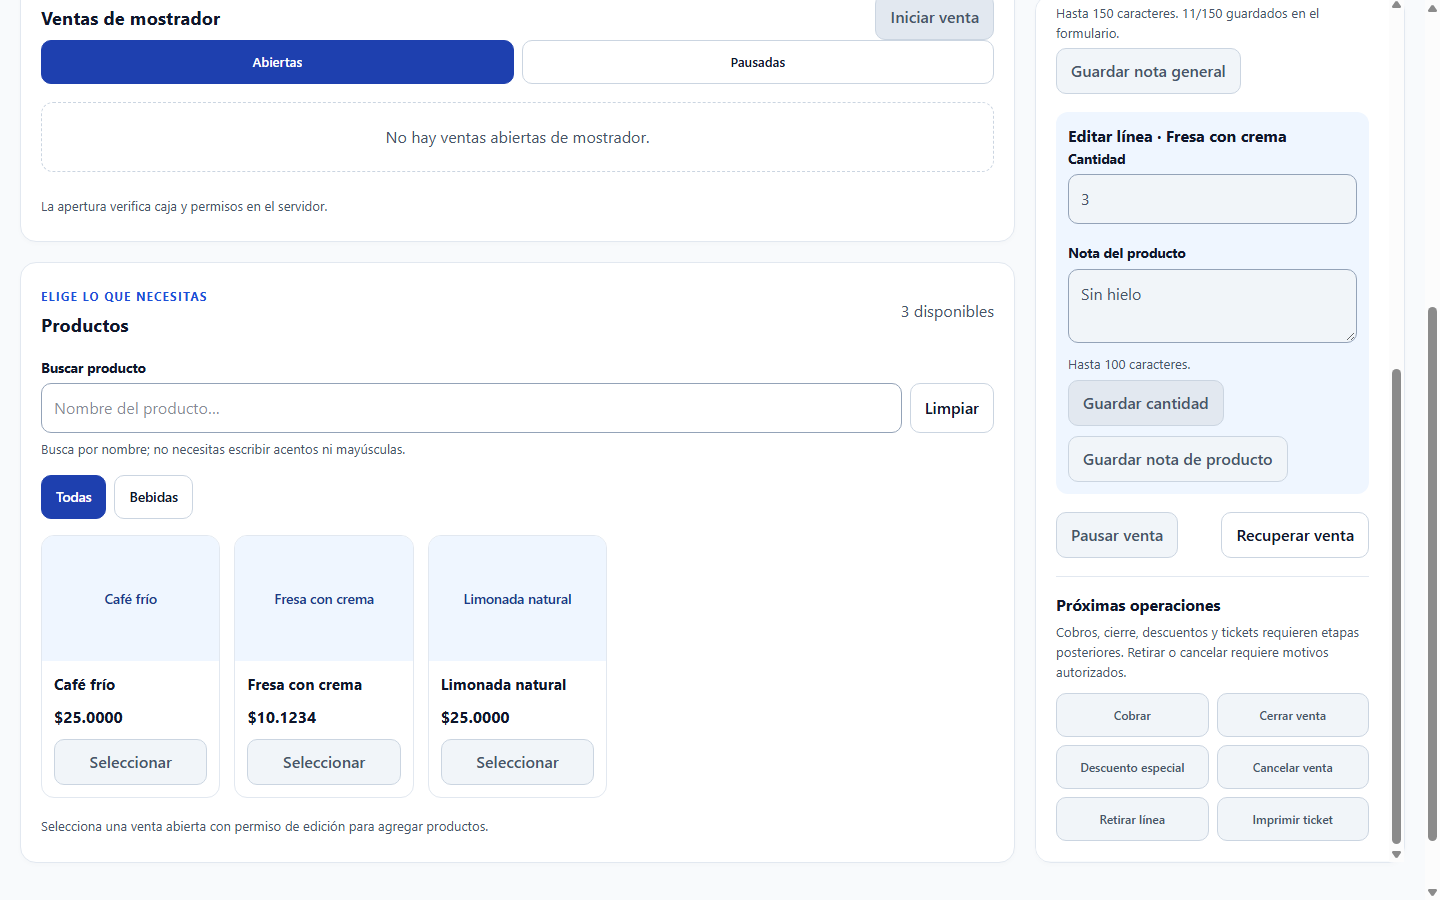 Ventas de mostrador
Iniciar venta
Abiertas
Pausadas
No hay ventas abiertas de mostrador.
La apertura verifica caja y permisos en el servidor.
ELIGE LO QUE NECESITAS
Productos
3 disponibles
Buscar producto
Nombre del producto...
Limpiar
Busca por nombre; no necesitas escribir acentos ni mayúsculas.
Todas
Bebidas
Café frío
Fresa con crema
Limonada natural
Café frío
$25.0000
Seleccionar
Fresa con crema
$10.1234
Seleccionar
Limonada natural
$25.0000
Seleccionar
Selecciona una venta abierta con permiso de edición para agregar productos.
Hasta 150 caracteres. 11/150 guardados en el
formulario.
Guardar nota general
Editar línea · Fresa con crema
Cantidad
3
Nota del producto
Sin hielo
Hasta 100 caracteres.
Guardar cantidad
Guardar nota de producto
Pausar venta
Recuperar venta
Próximas operaciones
Cobros, cierre, descuentos y tickets requieren etapas
posteriores. Retirar o cancelar requiere motivos
autorizados.
Cobrar
Cerrar venta
Descuento especial
Cancelar venta
Retirar línea
Imprimir ticket